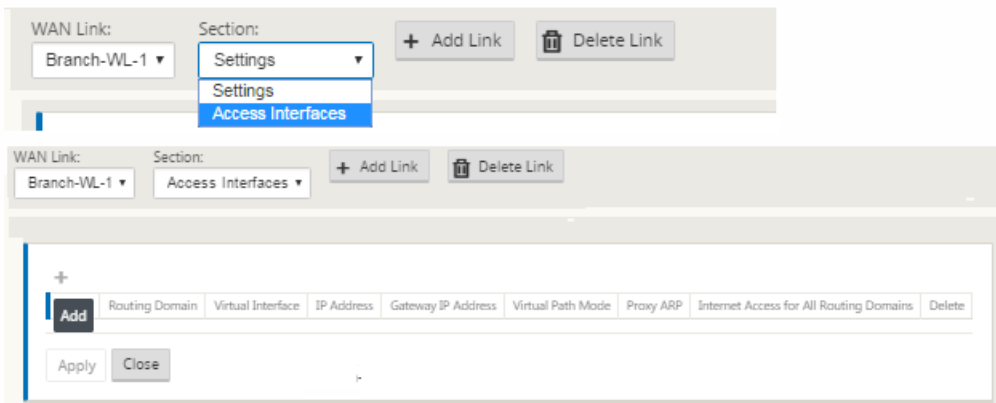 WAN Link: Section:
Branch-WL-1 Settings + Add Link Delete Link
Settings
Access Interfaces
WAN Link: Section:
Branch-WL-1 Access Interfaces + Add Link Delete Link
+
Add Routing Domain Virtual Interface IP Address Gateway IP Address Virtual Path Mode Proxy ARP Internet Access for All Routing Domains Delete
Apply Close